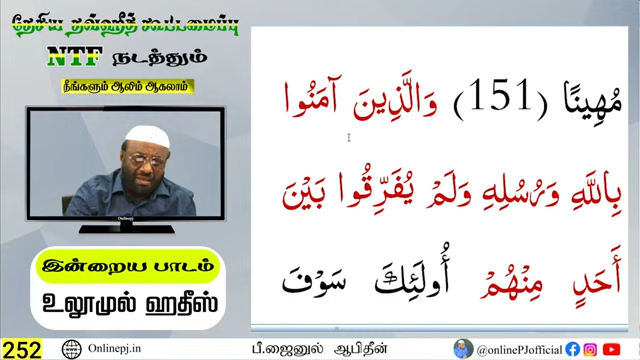 தேசிய தவ்ஹீத் கூட்டமைப்பு
NTF நடத்தும்
நீங்களும் ஆலிம் ஆகலாம்
Onlinepj
இன்றைய பாடம்
உலூமுல் ஹதீஸ்
مُهِينًا (151) وَالَّذِينَ آمَنُوا
بِاللَّهِ وَرُسُلِهِ وَلَمْ يُفَرِّقُوا بَيْنَ
أَحَدٍ مِنْهُمْ أُولَئِكَ سَوْفَ
252 Onlinepj.in பீ.ஜைனுல் ஆபிதீன் @onlinePJofficial